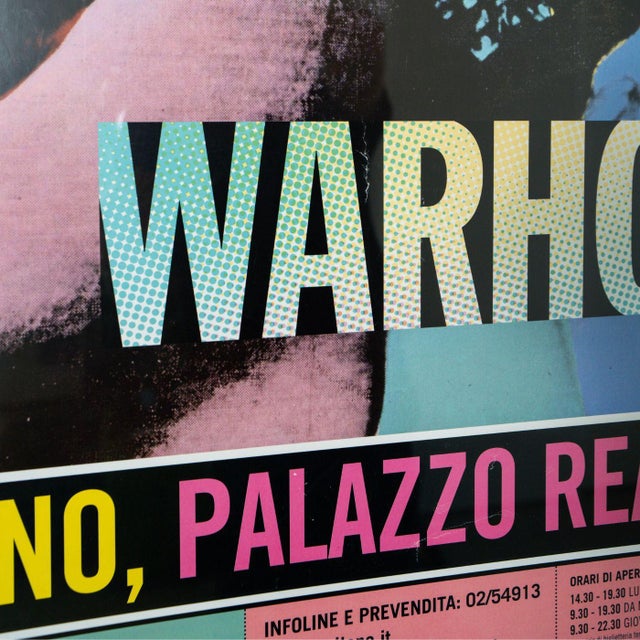 WARHO
NO, PALAZZO REA
INFOLINE E PREVENDITA: 02/54913
ORARI DI APER
14.30 - 19.30 LU
9.30 - 19.30 DA
9.30 - 22.30 GIO